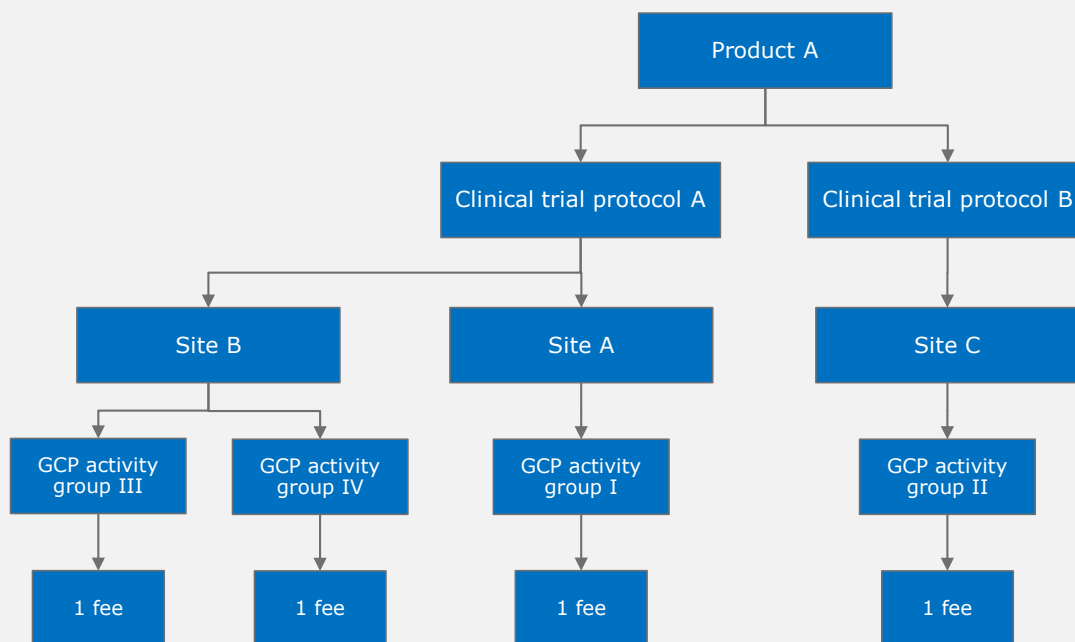 Product A
Clinical trial protocol A
Clinical trial protocol B
Site B
Site A
Site C
GCP activity
group III
GCP activity
group IV
GCP activity
group I
GCP activity
group II
1 fee
1 fee
1 fee
1 fee